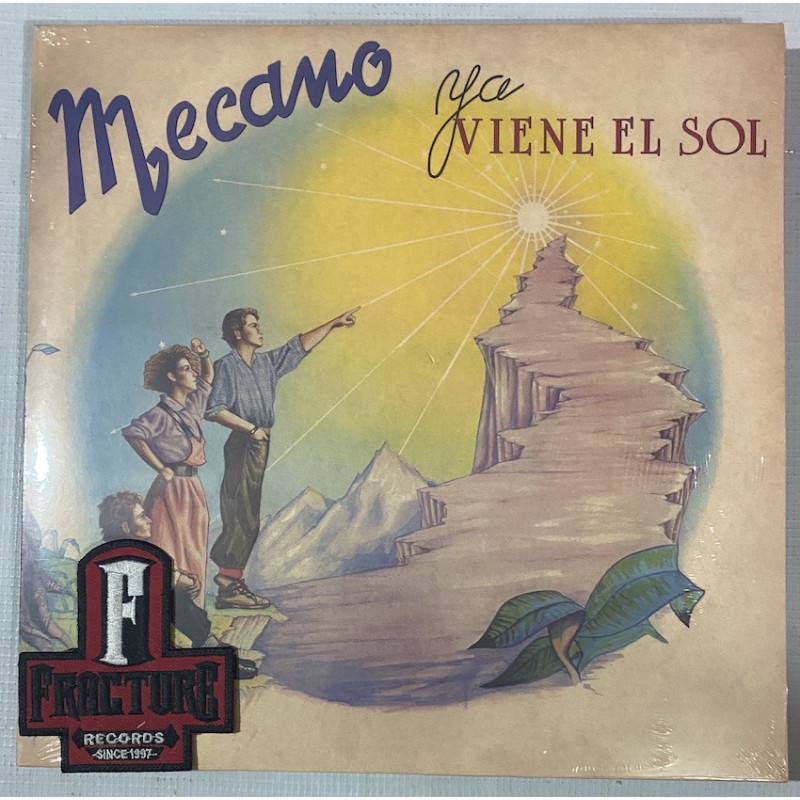 Mecano
ya
VIENE EL SOL
F
FRACTURE
RECORDS
-SINCE 1997-